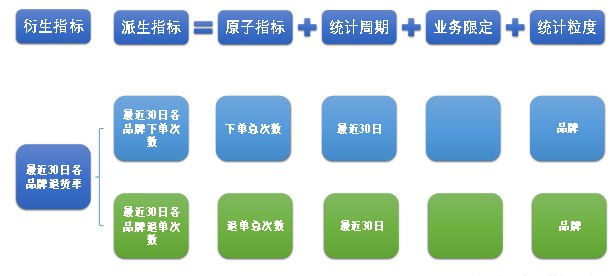 衍生指标
派生指标
=
原子指标
+
统计周期
+
业务限定
+
统计粒度
最近30日各
品牌退货率
最近30日各
品牌下单次
数
下单总次数
最近30日
品牌
最近30日各
品牌退单次
数
退单总次数
最近30日
品牌